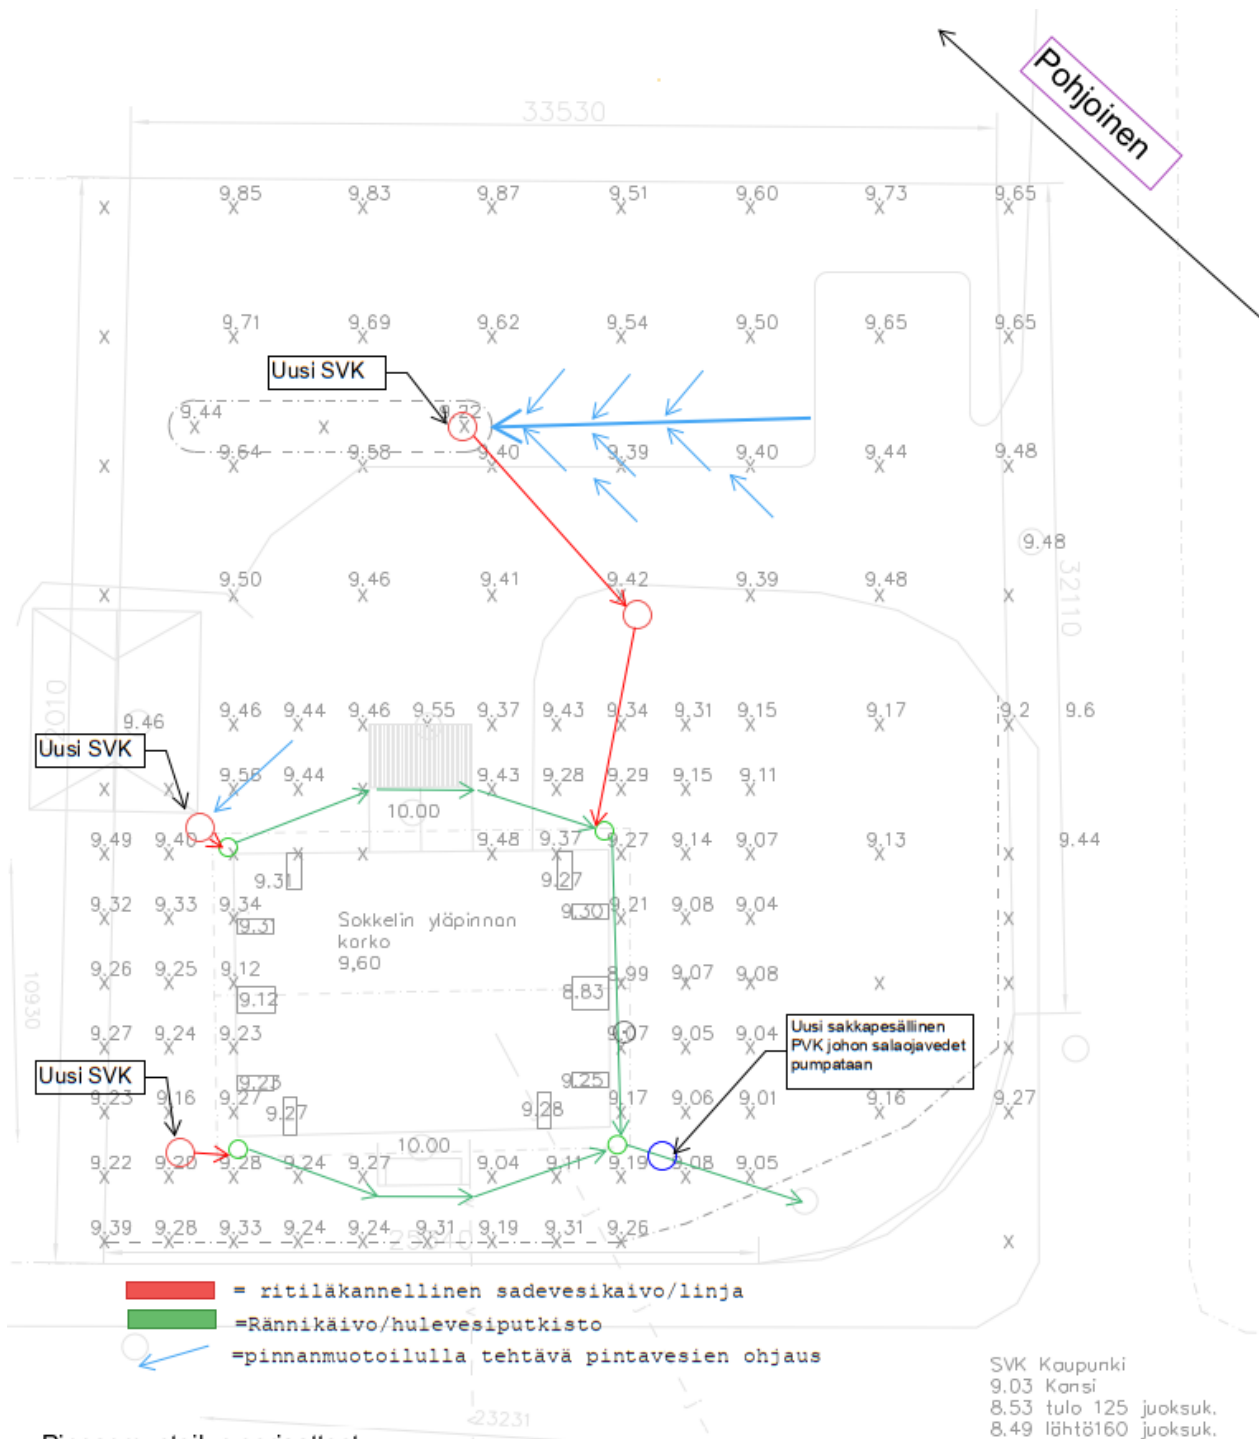 33530
Pohjoinen
9.85 9.83 9.87 9.51 9.60 9.73 9.65
9.71 9.69 9.62 9.54 9.50 9.65 9.65
Uusi SVK
9.44 9.22
9.64 9.58 9.40 9.39 9.40 9.44 9.48
9.48
9.50 9.46 9.41 9.42 9.39 9.48
32110
9.46 9.46 9.44 9.46 9.55 9.37 9.43 9.34 9.31 9.15 9.17 9.2 9.6
Uusi SVK
9.44 9.43 9.28 9.29 9.15 9.11
10.00
9.49 9.40 9.48 9.37 9.27 9.14 9.07 9.13 9.44
9.31 9.27
9.32 9.33 9.34 9.30 9.21 9.08 9.04
Sokkelin yläpinnan
korko
9,60
9.26 9.25 9.12 8.99 9.07 9.08
9.12 8.83
10930
9.27 9.24 9.23 9.05 9.04
Uusi sakkapesällinen
PVK johon salaojavedet
pumpataan
Uusi SVK
9.25
9.23 9.16 9.27 9.27 9.28 9.17 9.06 9.01 9.16 9.27
10.00
9.22 9.20 9.28 9.24 9.27 9.04 9.11 9.19 9.08 9.05
9.39 9.28 9.33 9.24 9.24 9.31 9.19 9.31 9.26
= ritiläkannellinen sadevesikaivo/linja
=Rännikäivo/hulevesiputkisto
=pinnanmuotoilulla tehtävä pintavesien ohjaus
23231
SVK Kaupunki
9.03 Kansi
8.53 tulo 125 juoksuk.
8.49 lähtö160 juoksuk.